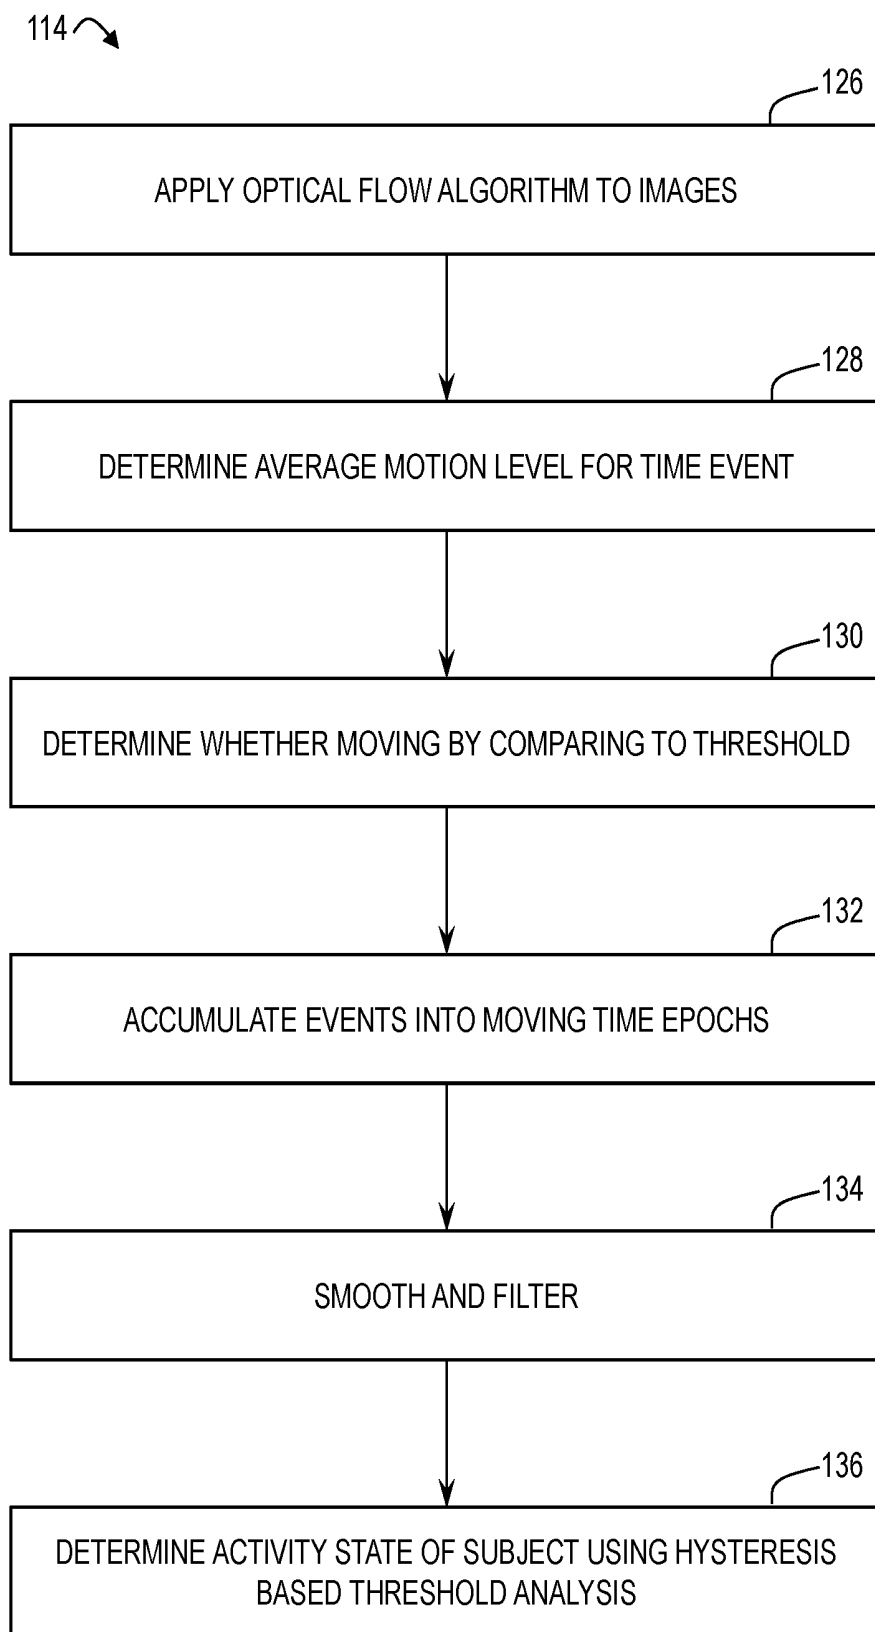 114
126
APPLY OPTICAL FLOW ALGORITHM TO IMAGES
128
DETERMINE AVERAGE MOTION LEVEL FOR TIME EVENT
130
DETERMINE WHETHER MOVING BY COMPARING TO THRESHOLD
132
ACCUMULATE EVENTS INTO MOVING TIME EPOCHS
134
SMOOTH AND FILTER
136
DETERMINE ACTIVITY STATE OF SUBJECT USING HYSTERESIS
BASED THRESHOLD ANALYSIS